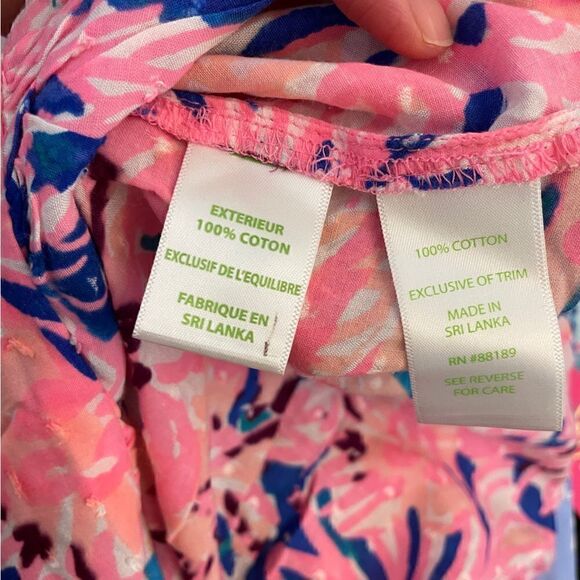 EXTERIEUR
100% COTON
EXCLUSIF DE L'EQUILIBRE
FABRIQUE EN
SRI LANKA
100% COTTON
EXCLUSIVE OF TRIM
MADE IN
SRI LANKA
RN #88189
SEE REVERSE
FOR CARE